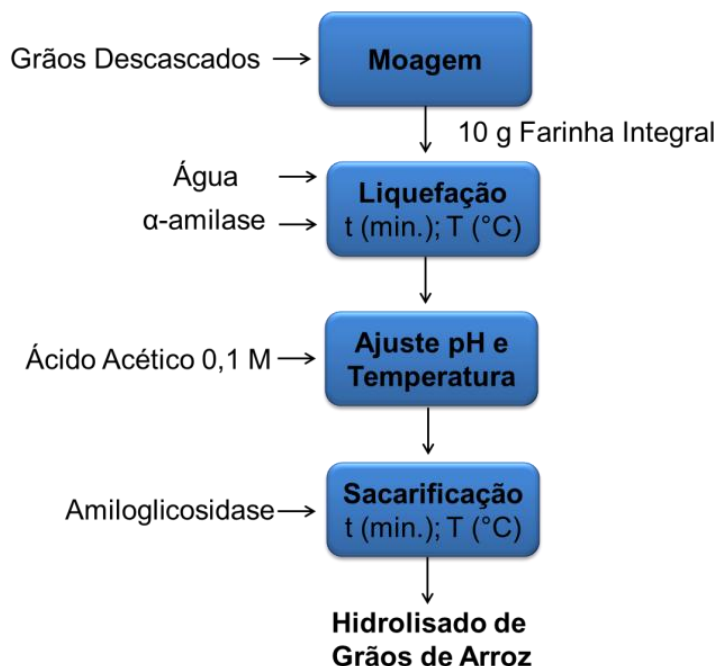 Grãos Descascados
Moagem
10 g Farinha Integral
Água
α-amilase
Liquefação
t (min.); T (°C)
Ácido Acético 0,1 M
Ajuste pH e
Temperatura
Amiloglicosidase
Sacarificação
t (min.); T (°C)
Hidrolisado de
Grãos de Arroz